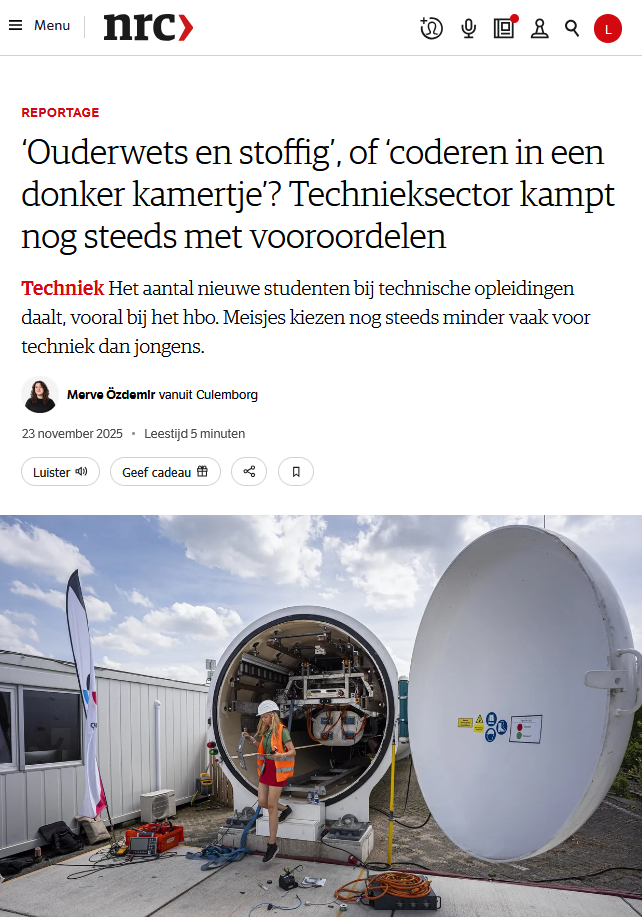 Menu
nrc
L
REPORTAGE
‘Ouderwets en stoffig’, of ‘coderen in een
donker kamertje’? Technieksector kampt
nog steeds met vooroordelen
Techniek Het aantal nieuwe studenten bij technische opleidingen
daalt, vooral bij het hbo. Meisjes kiezen nog steeds minder vaak voor
techniek dan jongens.
Merve Özdemir vanuit Culemborg
23 november 2025 • Leestijd 5 minuten
Luister
Geef cadeau